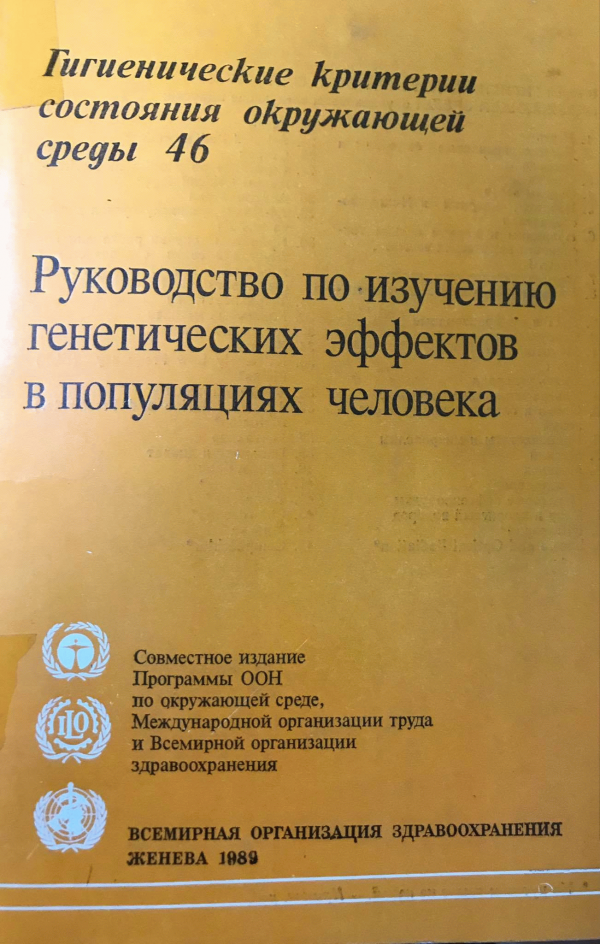 Гигиенические критерии
состояния окружающей
среды 46
Руководство по изучению
генетических эффектов
в популяциях человека
Совместное издание
Программы ООН
по окружающей среде,
Международной организации труда
и Всемирной организации
здравоохранения
ILO
ВСЕМИРНАЯ ОРГАНИЗАЦИЯ ЗДРАВООХРАНЕНИЯ
ЖЕНЕВА 1989